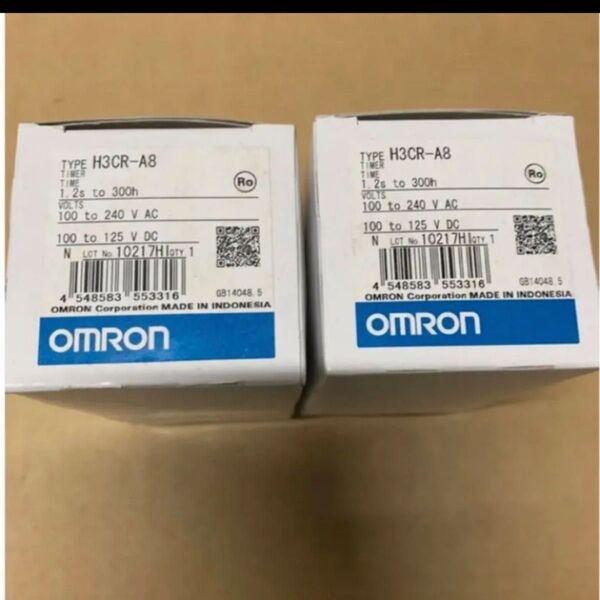 TYPE H3CR-A8
TIMER
TIME
1.2s to 300h
Ro
VOLTS
100 to 240 V AC
100 to 125 V DC
N LOT No. 10217HI QTY 1
4 548583 553316
GB14048.5
OMRON Corporation MADE IN INDONESIA
OMRON
TYPE H3CR-A8
TIMER
TIME
1.2s to 300h
Ro
VOLTS
100 to 240 V AC
100 to 125 V DC
N LOT No. 10217HI QTY 1
4 548583 553316
GB14048.5
OMRON Corporation MADE IN INDONESIA
OMRON